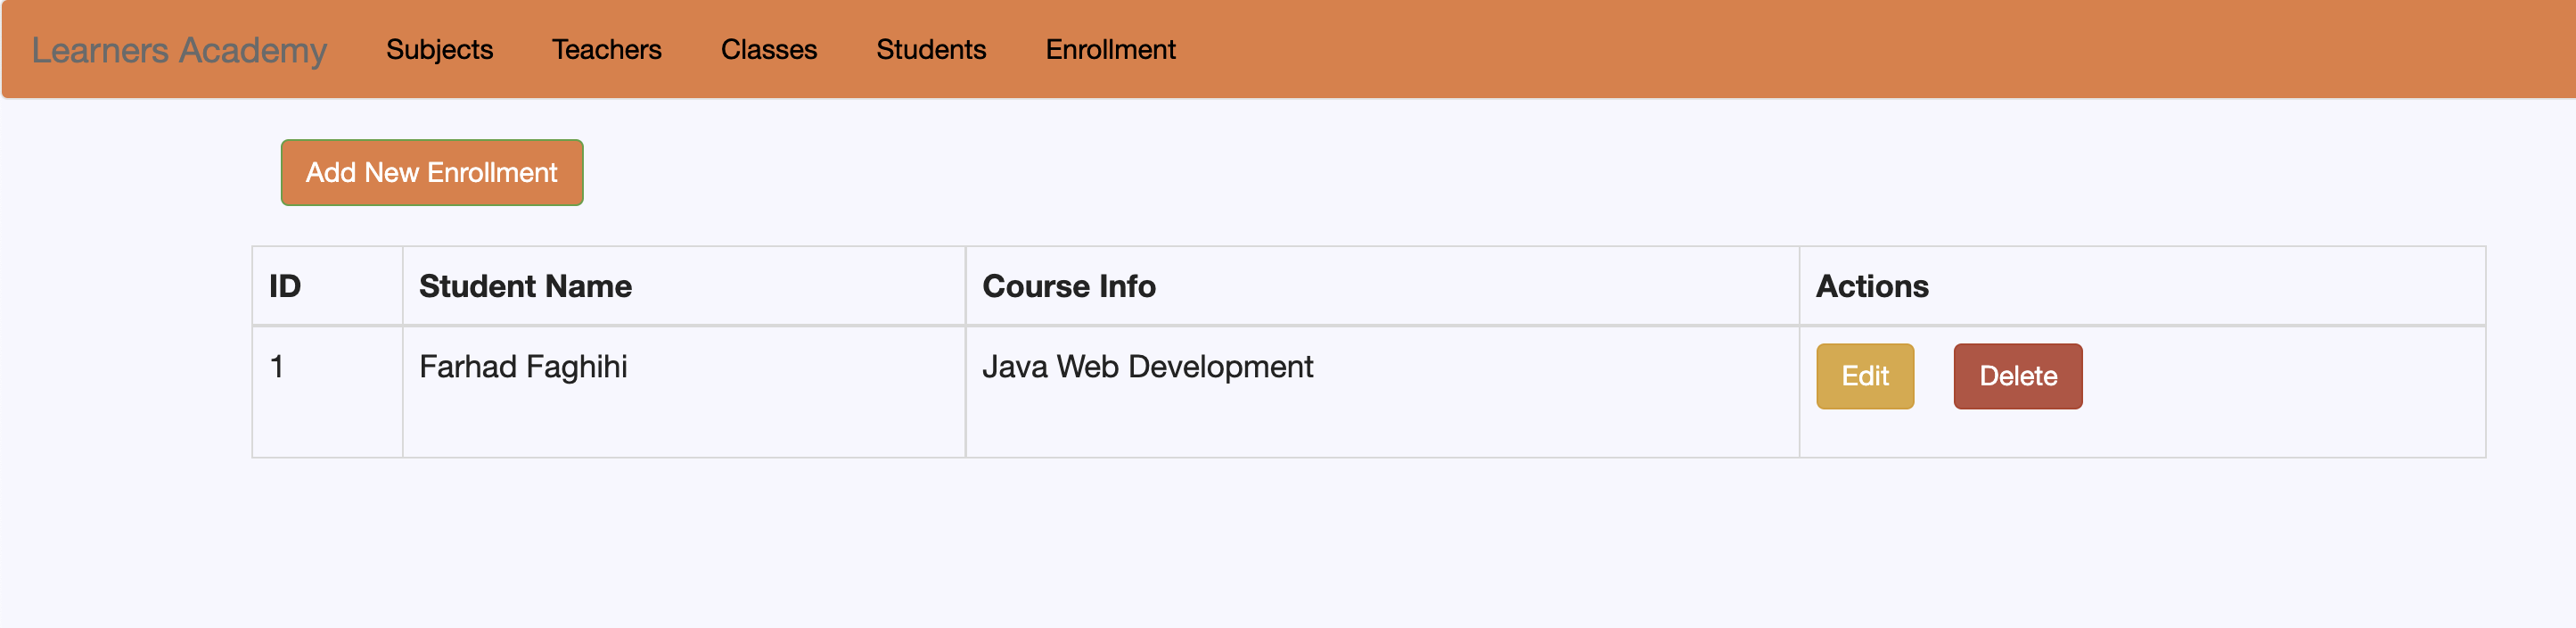 Learners Academy Subjects Teachers Classes Students Enrollment
Add New Enrollment
ID Student Name Course Info Actions
1 Farhad Faghihi Java Web Development Edit Delete